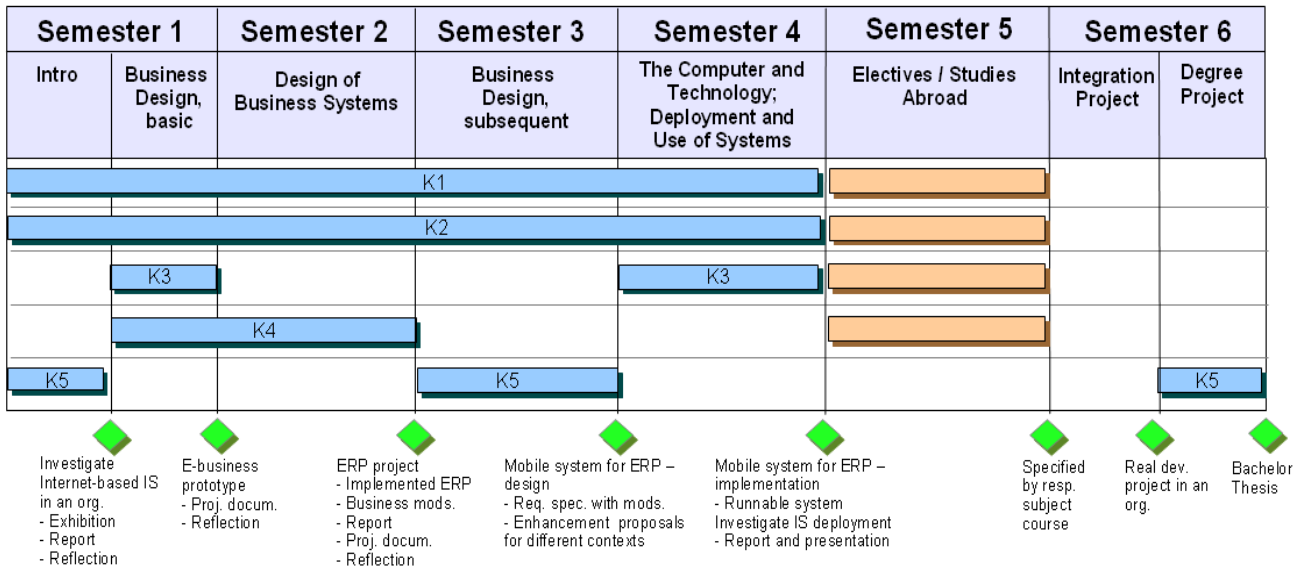 Semester 1
Semester 2
Semester 3
Semester 4
Semester 5
Semester 6
Intro
Business
Design,
basic
Design of
Business Systems
Business
Design,
subsequent
The Computer and
Technology;
Deployment and
Use of Systems
Electives / Studies
Abroad
Integration
Project
Degree
Project
K1
K2
K3
K3
K4
K5
K5
K5
Investigate
Internet-based IS
in an org.
- Exhibition
- Report
- Reflection
E-business
prototype
- Proj. docum.
- Reflection
ERP project
- Implemented ERP
- Business mods.
- Report
- Proj. docum.
- Reflection
Mobile system for ERP –
design
- Req. spec. with mods.
- Enhancement proposals
for different contexts
Mobile system for ERP –
implementation
- Runnable system
Investigate IS deployment
- Report and presentation
Specified
by resp.
subject
course
Real dev.
project in an
org.
Bachelor
Thesis